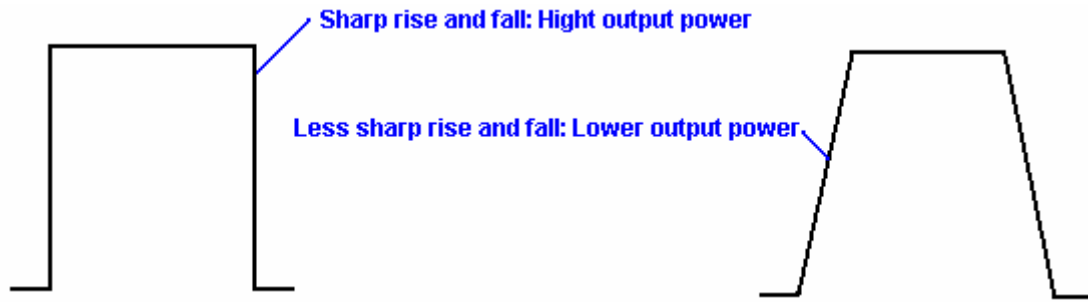 Sharp rise and fall: Hight output power
Less sharp rise and fall: Lower output power